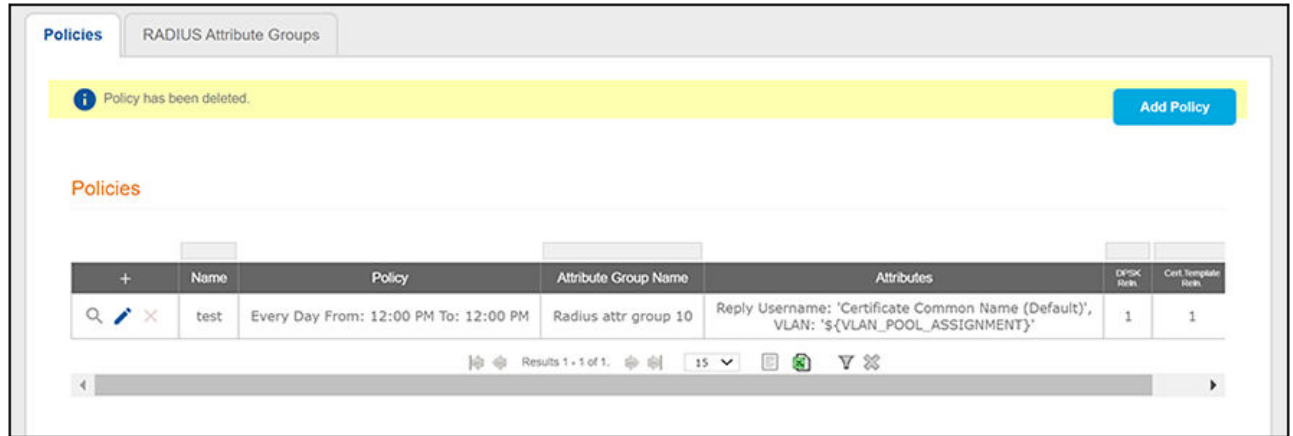 Policies
RADIUS Attribute Groups
Policy has been deleted.
Add Policy
Policies
+ Name Policy Attribute Group Name Attributes DPSK Reln. Cert.Template Reln.
test Every Day From: 12:00 PM To: 12:00 PM Radius attr group 10 Reply Username: 'Certificate Common Name (Default)', VLAN: '${VLAN_POOL_ASSIGNMENT}' 1 1
Results 1 - 1 of 1. 15